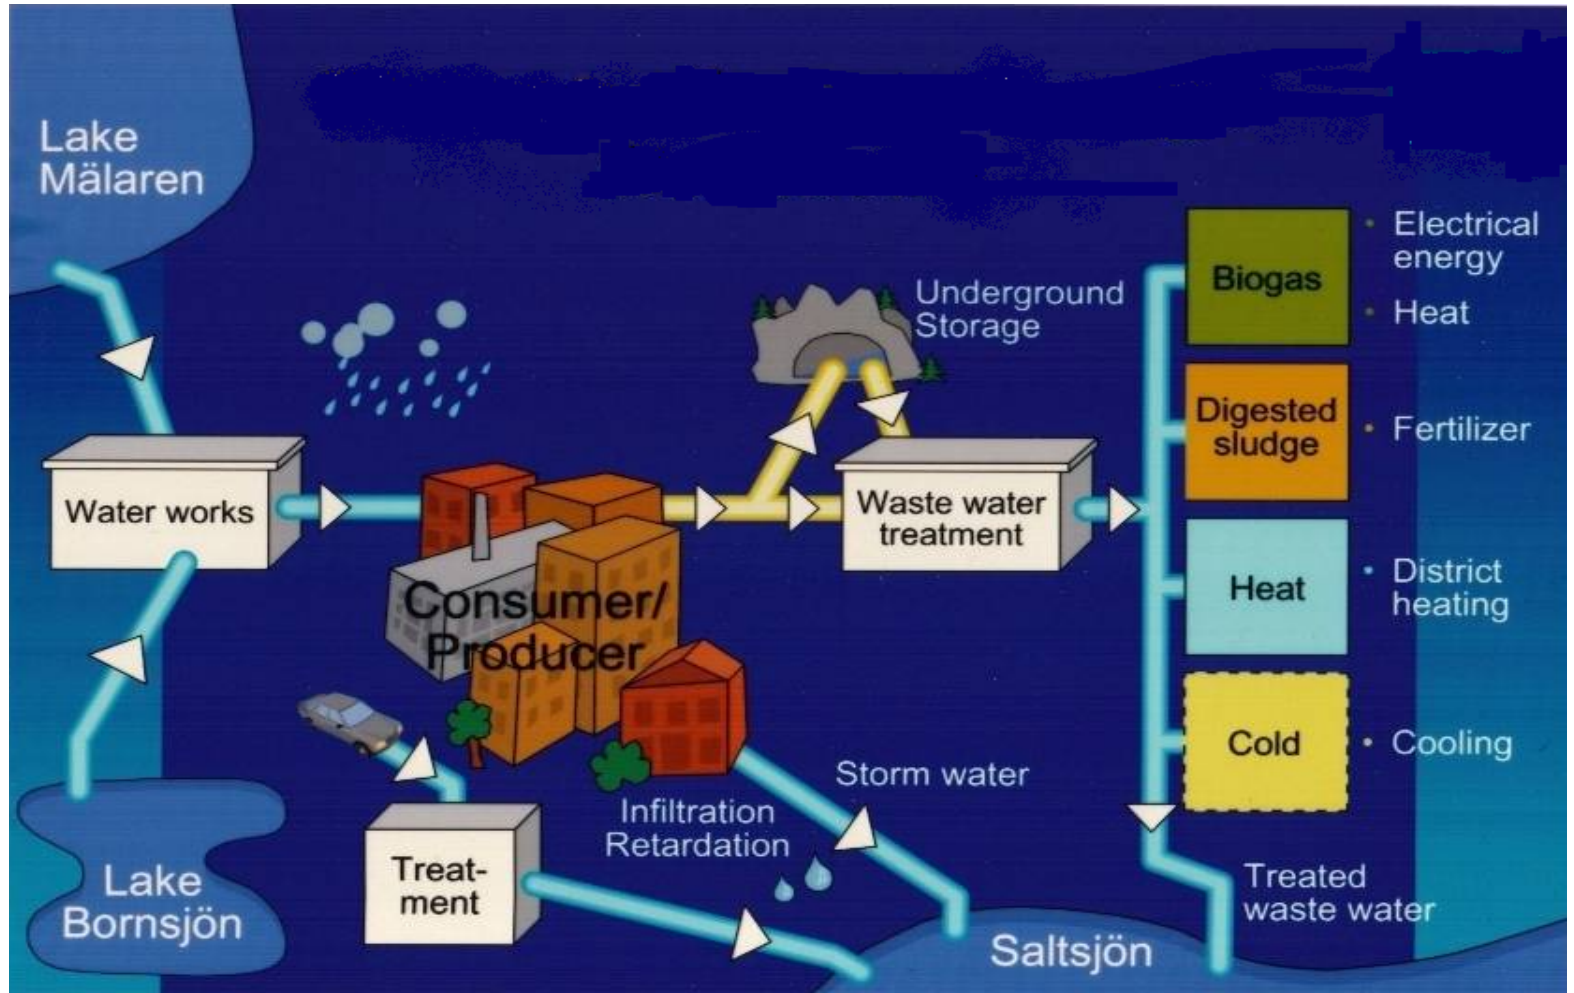 Lake
Mälaren
Underground
Storage
Biogas
• Electrical
energy
• Heat
Digested
sludge
• Fertilizer
Water works
Waste water
treatment
Heat
• District
heating
Consumer/
Producer
Cold
• Cooling
Storm water
Infiltration
Retardation
Treat-
ment
Lake
Bornsjön
Treated
waste water
Saltsjön